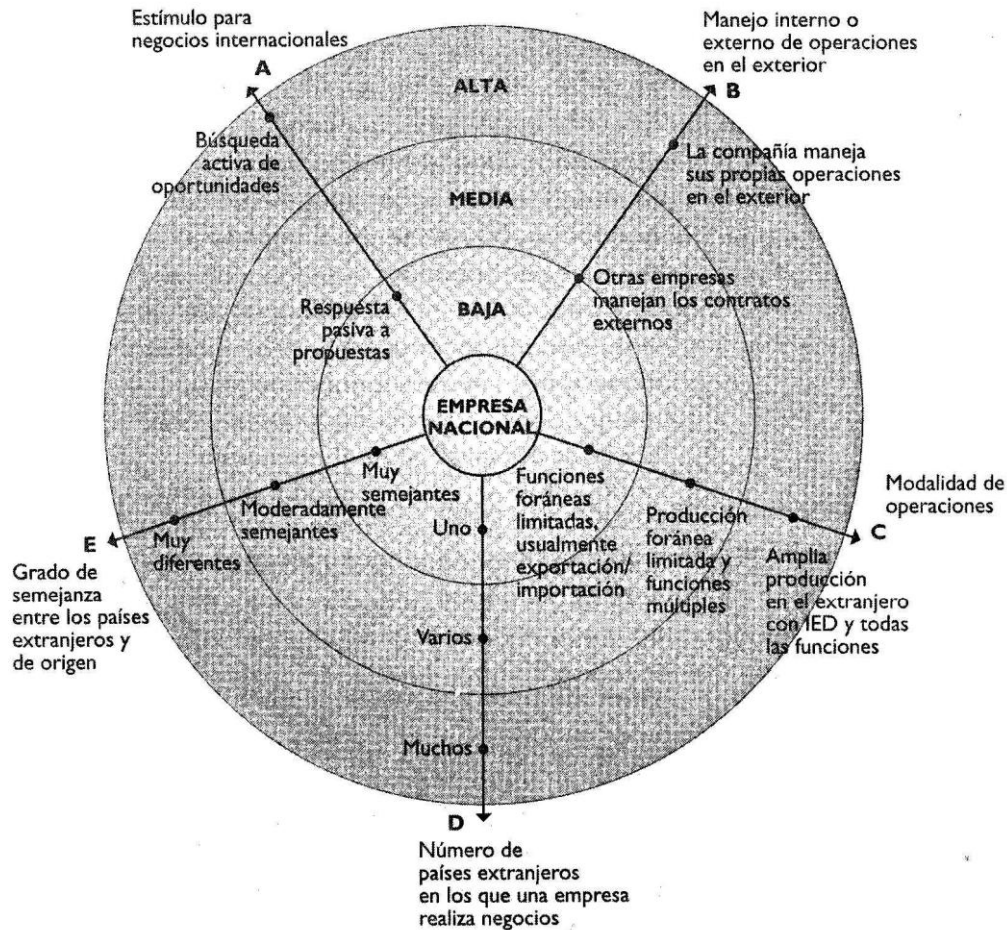 Estímulo para
negocios internacionales
A
Búsqueda
activa de
oportunidades
Respuésta
pasiva a
propuestas
ALTA
MEDIA
BAJA
EMPRESA
NACIONAL
Manejo interno o
externo de operaciones
en el exterior
B
La compañía maneja
sus propias operaciones
en el exterior
Otras empresas
manejan los contratos
externos
Modalidad de
operaciones
C
Funciones
foráneas
limitadas,
usualmente
exportación/
importación
Producción
foránea
limitada y
funciones
múltiples
Amplia
producción
en el extranjero
con IED y todas
las funciones
Uno
Varios
Muchos
D
Número de
países extranjeros
en los que una empresa
realiza negocios
Muy
semejantes
Moderadamente
semejantes
Muy
diferentes
E
Grado de
semejanza
entre los países
extranjeros y
de origen